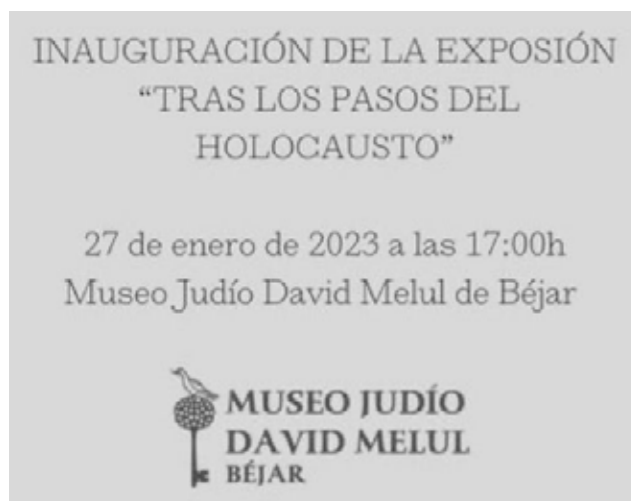 INAUGURACIÓN DE LA EXPOSIÓN
“TRAS LOS PASOS DEL
HOLOCAUSTO”
27 de enero de 2023 a las 17:00h
Museo Judío David Melul de Béjar
MUSEO JUDÍO
DAVID MELUL
BÉJAR